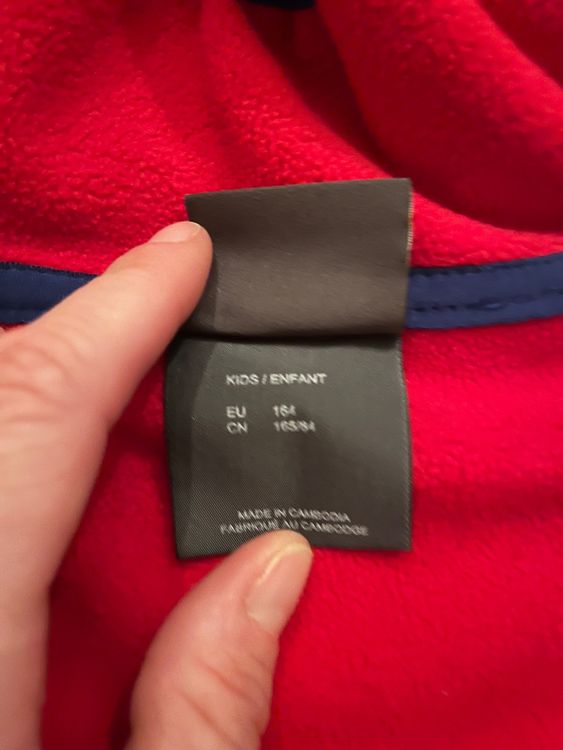 KIDS / ENFANT
EU 164
CN 165/84
MADE IN CAMBODIA
FABRIQUÉ AU CAMBODGE